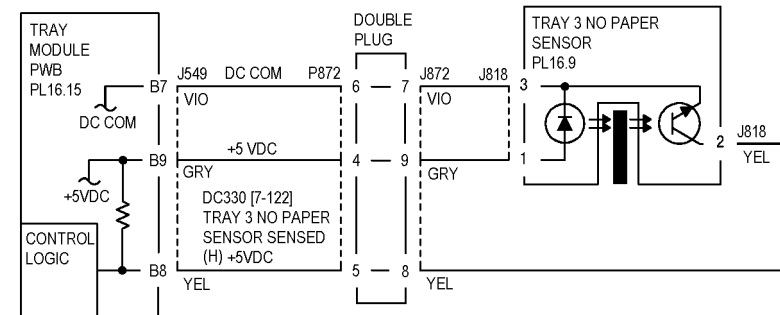 TRAY
MODULE
PWB
PL16.15
DC COM
+5VDC
CONTROL
LOGIC
B7
B9
B8
J549 DC COM P872
VIO
+5 VDC
GRY
DC330 [7-122]
TRAY 3 NO PAPER
SENSOR SENSED
(H) +5VDC
YEL
DOUBLE
PLUG
6 7
4 9
5 8
J872 J818
VIO
GRY
YEL
TRAY 3 NO PAPER
SENSOR
PL16.9
3
1
2
J818
YEL